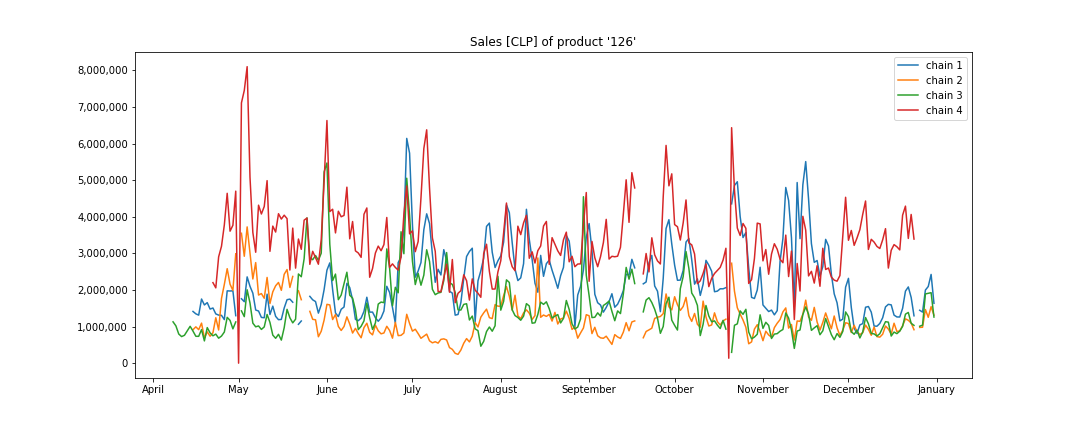 Sales [CLP] of product '126'
chain 1
chain 2
chain 3
chain 4
8,000,000
7,000,000
6,000,000
5,000,000
4,000,000
3,000,000
2,000,000
1,000,000
0
April May June July August September October November December January